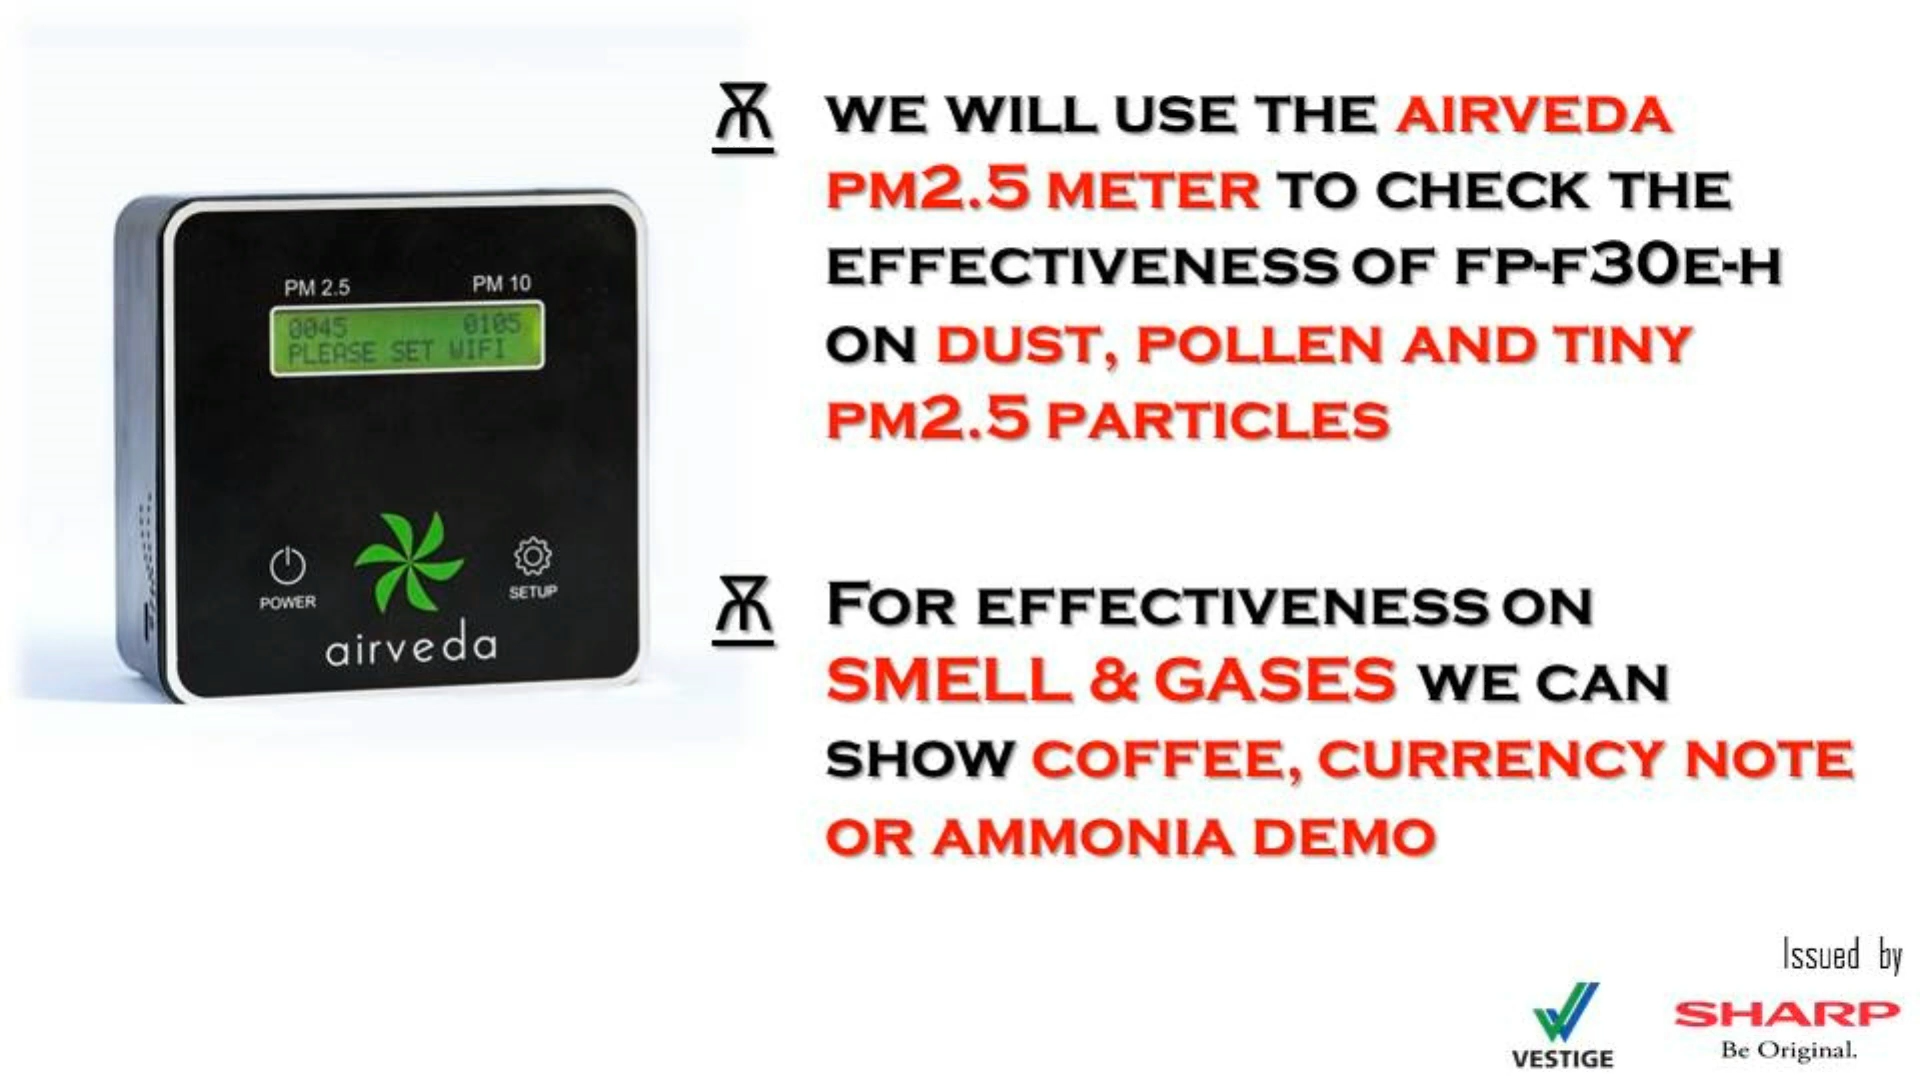 WE WILL USE THE AIRVEDA
PM2.5 METER TO CHECK THE
EFFECTIVENESS OF FP-F30E-H
ON DUST, POLLEN AND TINY
PM2.5 PARTICLES
PM 2.5 PM 10
0045 0105
PLEASE SET WIFI
POWER
SETUP
airveda
FOR EFFECTIVENESS ON
SMELL & GASES WE CAN
SHOW COFFEE, CURRENCY NOTE
OR AMMONIA DEMO
Issued by
VESTIGE
SHARP
Be Original.